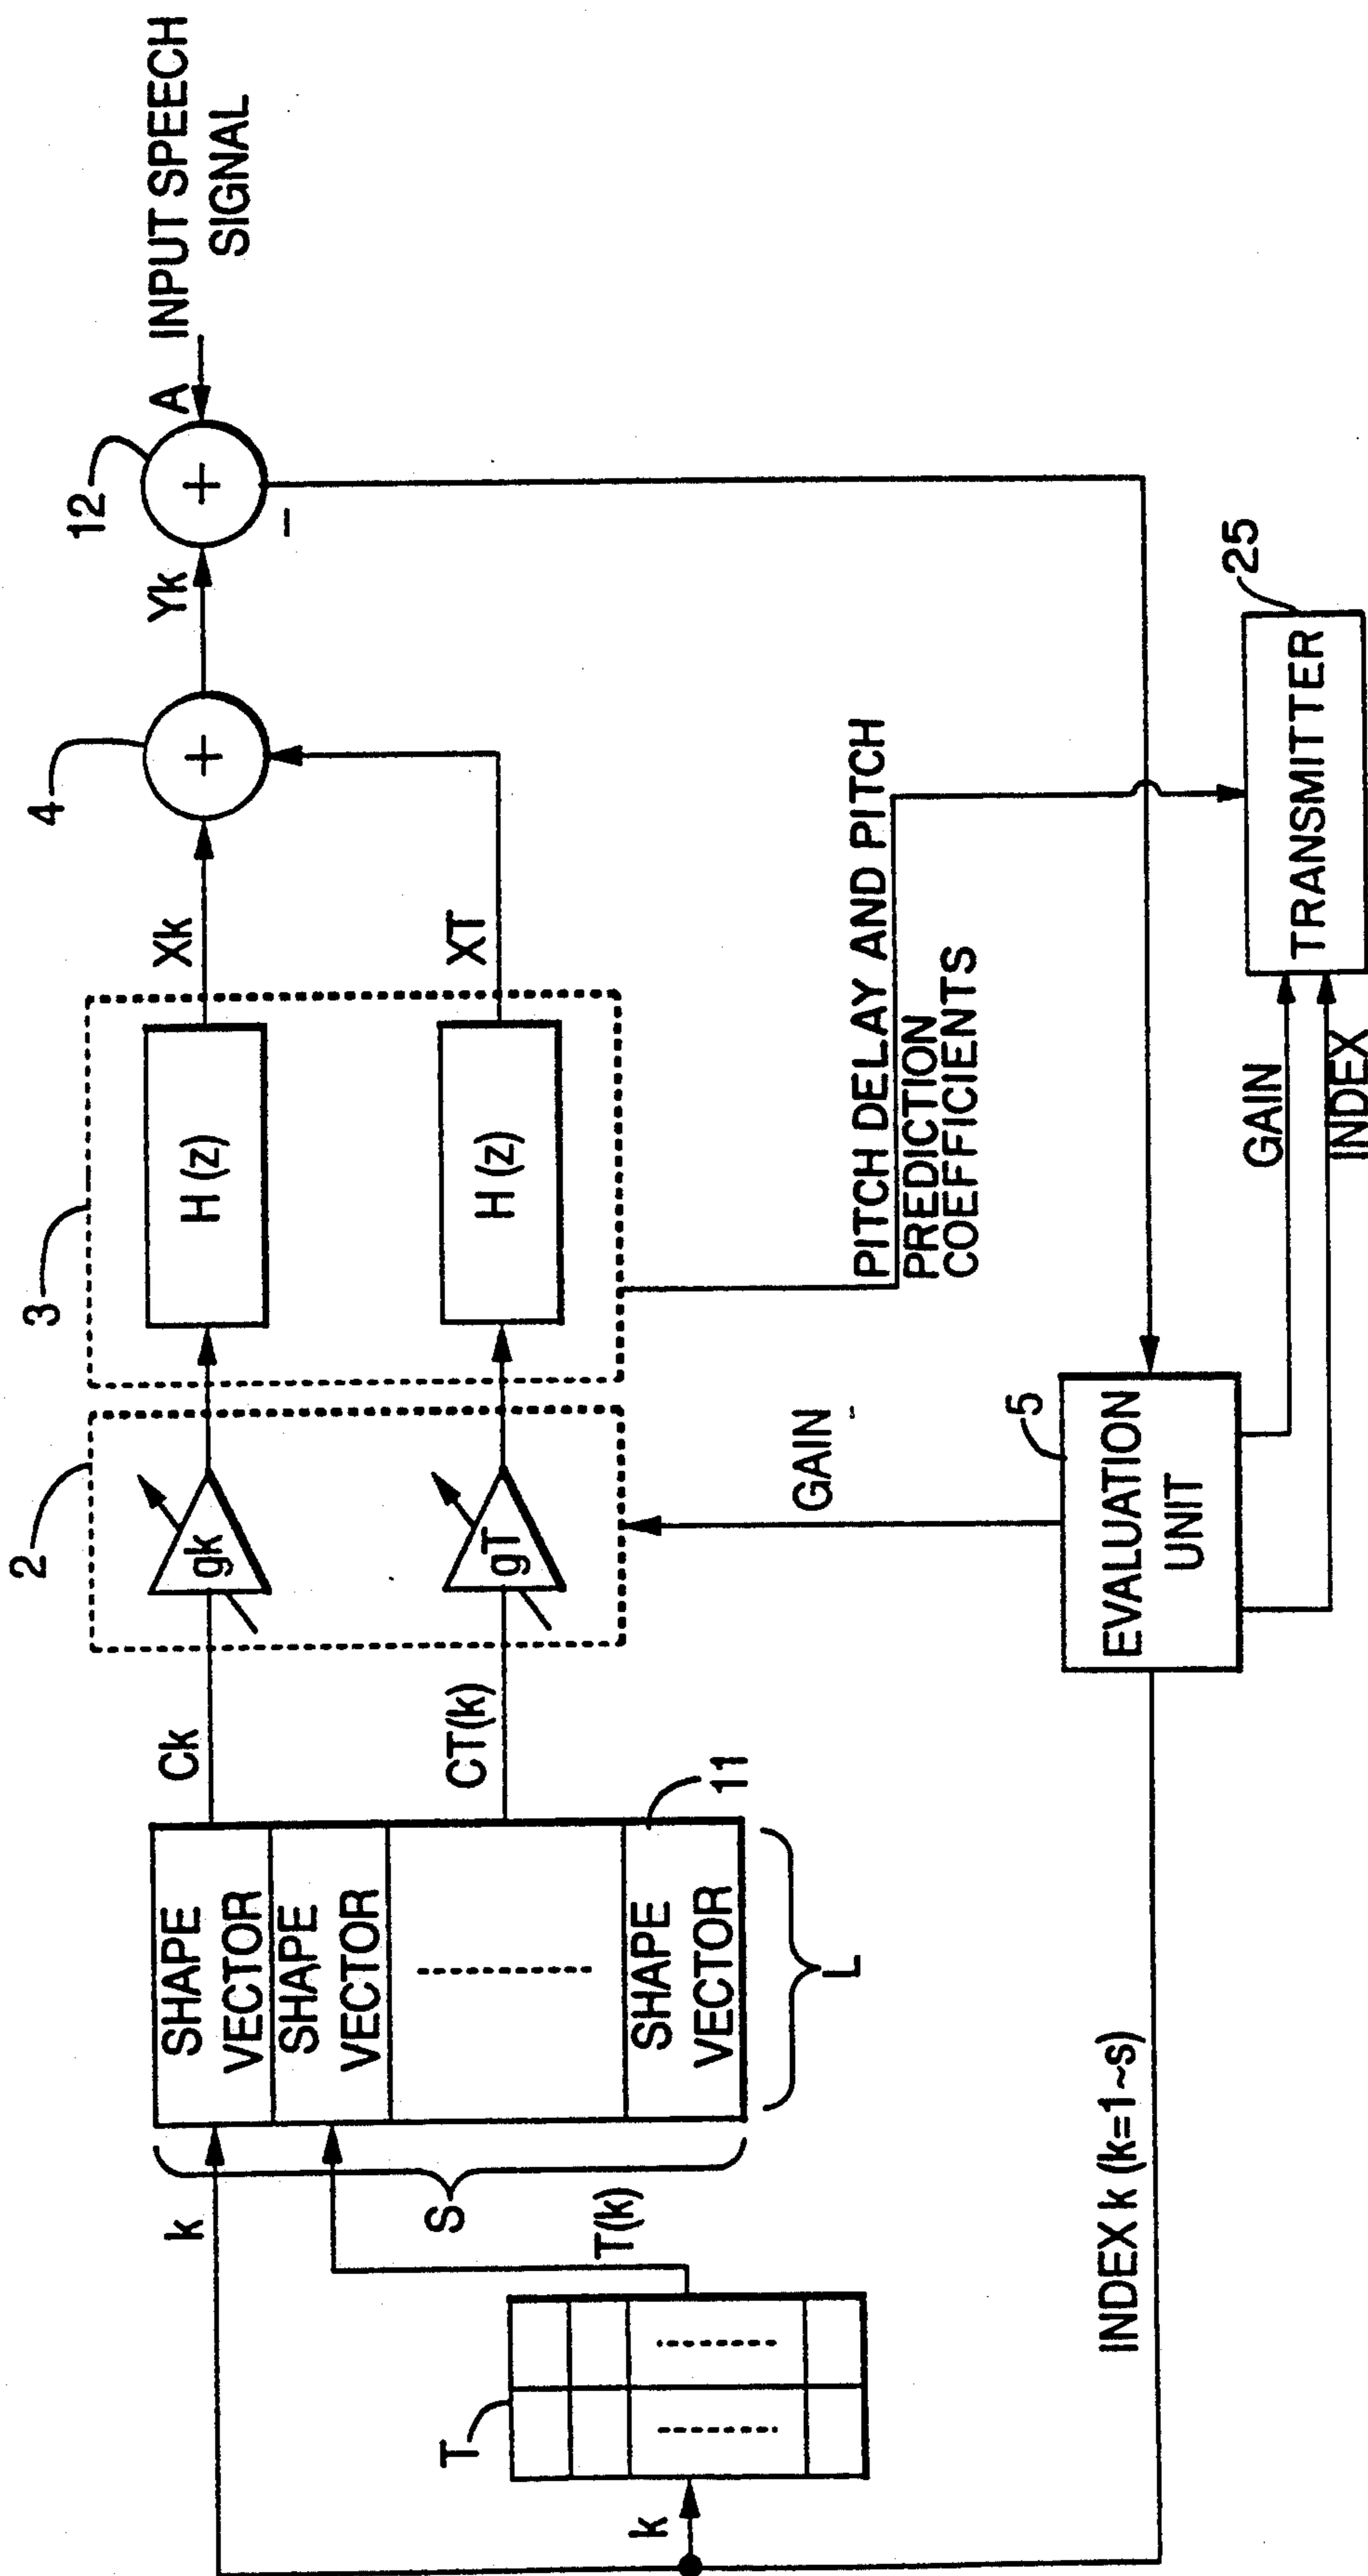 INPUT SPEECH
SIGNAL
A
12
Yk
4
Xk
XT
3
H (z)
H (z)
2
gk
gT
Ck
CT(k)
SHAPE
VECTOR
SHAPE
VECTOR
SHAPE
VECTOR
11
L
S
k
T(k)
T
k
PITCH DELAY AND PITCH
PREDICTION
COEFFICIENTS
GAIN
5
EVALUATION
UNIT
INDEX k (k=1~s)
GAIN
INDEX
TRANSMITTER
25
+
+
−